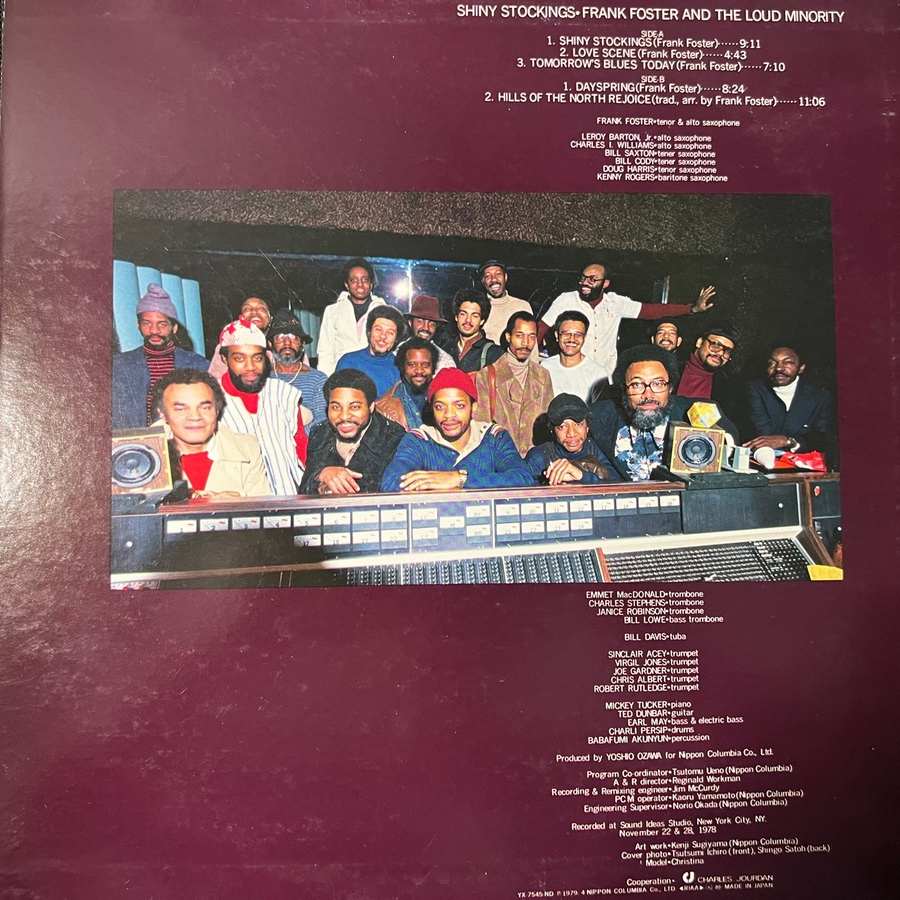 SHINY STOCKINGS•FRANK FOSTER AND THE LOUD MINORITY
SIDE-A
1. SHINY STOCKINGS(Frank Foster)······9:11
2. LOVE SCENE(Frank Foster)······4:43
3. TOMORROW'S BLUES TODAY(Frank Foster)······7:10
SIDE-B
1. DAYSPRING(Frank Foster)······8:24
2. HILLS OF THE NORTH REJOICE(trad., arr. by Frank Foster)······11:06
FRANK FOSTER•tenor & alto saxophone
LEROY BARTON, Jr.•alto saxophone
CHARLES I. WILLIAMS•alto saxophone
BILL SAXTON•tenor saxophone
BILL CODY•tenor saxophone
DOUG HARRIS•tenor saxophone
KENNY ROGERS•baritone saxophone
EMMET MacDONALD•trombone
CHARLES STEPHENS•trombone
JANICE ROBINSON•trombone
BILL LOWE•bass trombone
BILL DAVIS•tuba
SINCLAIR ACEY•trumpet
VIRGIL JONES•trumpet
JOE GARDNER•trumpet
CHRIS ALBERT•trumpet
ROBERT RUTLEDGE•trumpet
MICKEY TUCKER•piano
TED DUNBAR•guitar
EARL MAY•bass & electric bass
CHARLI PERSIP•drums
BABAFUMI AKUNYUN•percussion
Produced by YOSHIO OZAWA for Nippon Columbia Co., Ltd.
Program Co-ordinator•Tsutomu Ueno(Nippon Columbia)
A & R director•Reginald Workman
Recording & Remixing engineer•Jim McCurdy
PCM operator•Kaoru Yamamoto(Nippon Columbia)
Engineering Supervisor•Norio Okada(Nippon Columbia)
Recorded at Sound Ideas Studio, New York City, NY.
November 22 & 28, 1978
Art work•Kenji Sugiyama(Nippon Columbia)
Cover photo•Tsutsumi Ichiro(front), Shingo Satoh(back)
Model•Christina
Cooperation• CHARLES JOURDAN
YX-7545-ND ℗1979. 4 NIPPON COLUMBIA Co., LTD. RIAA MADE IN JAPAN